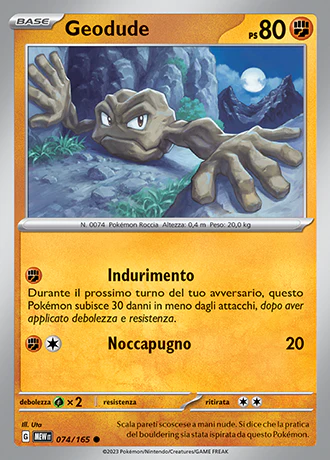 BASE
Geodude
PS 80
N. 0074 Pokémon Roccia Altezza: 0,4 m Peso: 20,0 kg
Indurimento
Durante il prossimo turno del tuo avversario, questo
Pokémon subisce 30 danni in meno dagli attacchi, dopo aver
applicato debolezza e resistenza.
Noccapugno 20
debolezza ×2 resistenza ritirata
Ill. Uta
G MEW IT 074/165
Scala pareti scoscese a mani nude. Si dice che la pratica
del bouldering sia stata ispirata da questo Pokémon.
©2023 Pokémon/Nintendo/Creatures/GAME FREAK